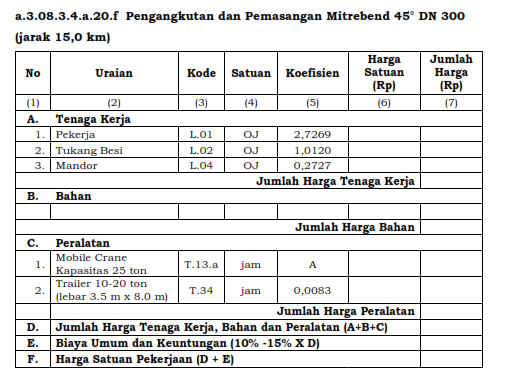 a.3.08.3.4.a.20.f Pengangkutan dan Pemasangan Mitrebend 45° DN 300
(jarak 15,0 km)
No Uraian Kode Satuan Koefisien Harga Satuan (Rp) Jumlah Harga (Rp)
(1) (2) (3) (4) (5) (6) (7)
A. Tenaga Kerja
1. Pekerja L.01 OJ 2,7269
2. Tukang Besi L.02 OJ 1,0120
3. Mandor L.04 OJ 0,2727
Jumlah Harga Tenaga Kerja
B. Bahan
Jumlah Harga Bahan
C. Peralatan
1. Mobile Crane Kapasitas 25 ton T.13.a jam A
2. Trailer 10-20 ton (lebar 3.5 m x 8.0 m) T.34 jam 0,0083
Jumlah Harga Peralatan
D. Jumlah Harga Tenaga Kerja, Bahan dan Peralatan (A+B+C)
E. Biaya Umum dan Keuntungan (10% -15% X D)
F. Harga Satuan Pekerjaan (D + E)